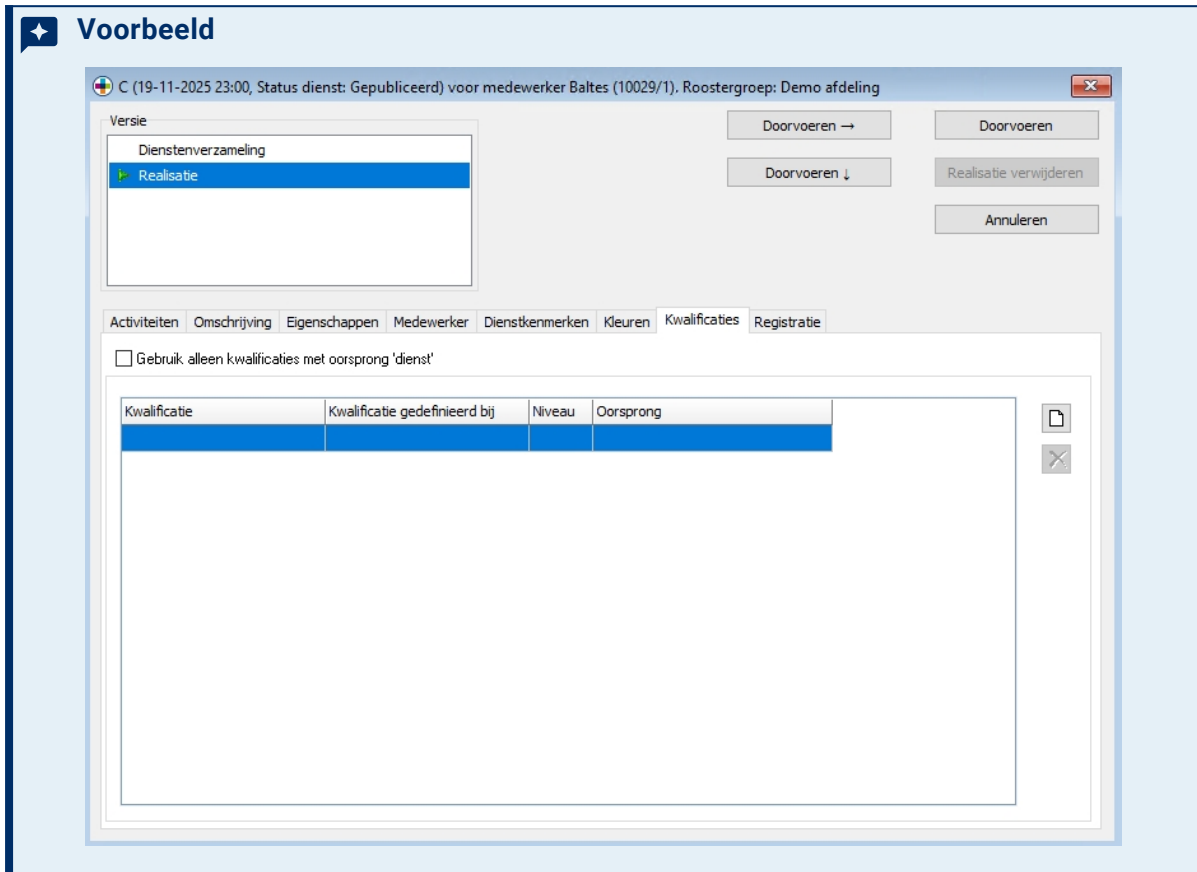 Voorbeeld
C (19-11-2025 23:00, Status dienst: Gepubliceerd) voor medewerker Baltes (10029/1). Roostergroep: Demo afdeling
Versie
Dienstenverzameling
Realisatie
Doorvoeren →
Doorvoeren
Doorvoeren ↓
Realisatie verwijderen
Annuleren
Activiteiten Omschrijving Eigenschappen Medewerker Dienstkenmerken Kleuren Kwalificaties Registratie
Gebruik alleen kwalificaties met oorsprong 'dienst'
Kwalificatie Kwalificatie gedefinieerd bij Niveau Oorsprong